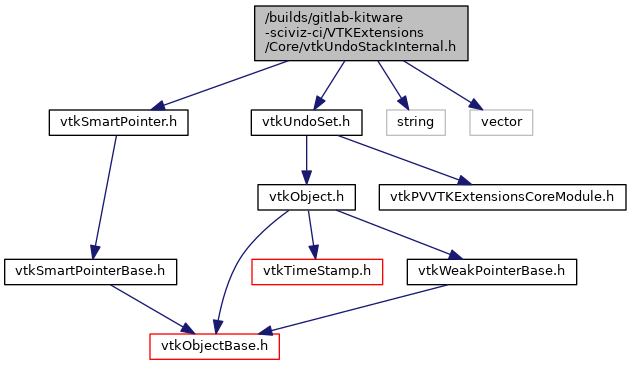 /builds/gitlab-kitware
-sciviz-ci/VTKExtensions
/Core/vtkUndoStackInternal.h
vtkSmartPointer.h
vtkUndoSet.h
string
vector
vtkObject.h
vtkPVVTKExtensionsCoreModule.h
vtkSmartPointerBase.h
vtkTimeStamp.h
vtkWeakPointerBase.h
vtkObjectBase.h